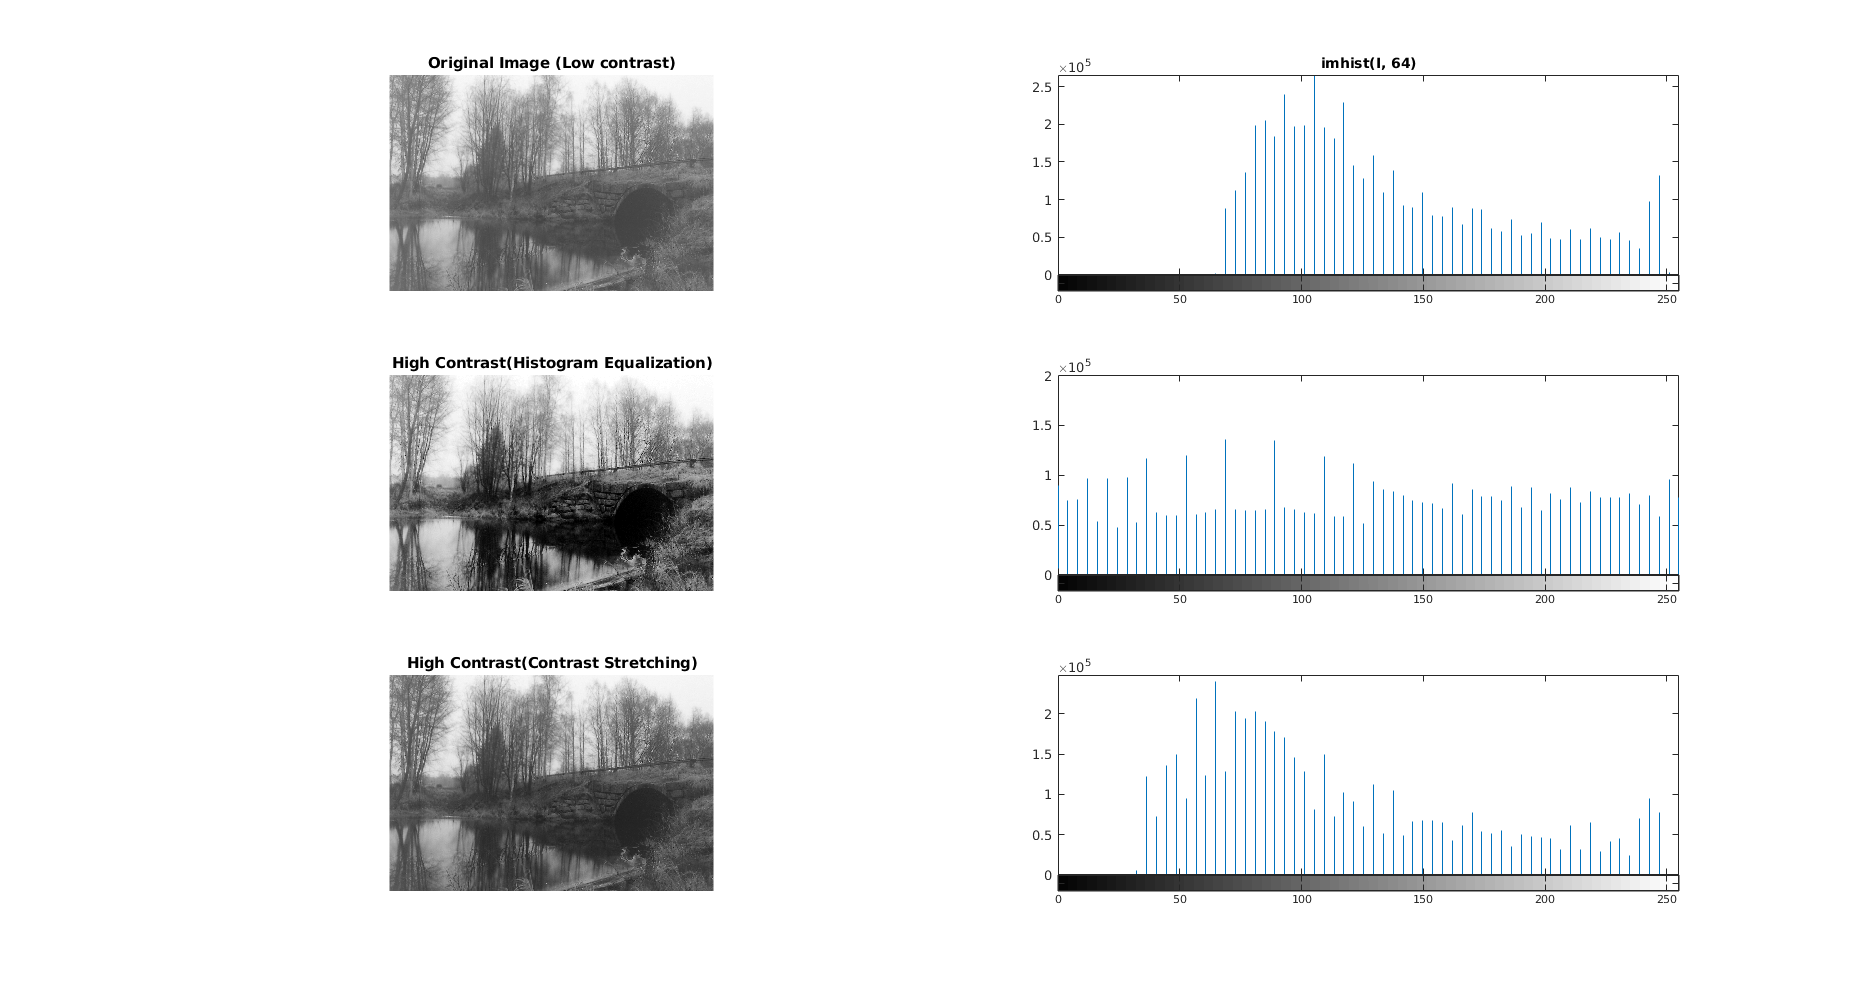 Original Image (Low contrast)
imhist(I, 64)
×10^5
2.5
2
1.5
1
0.5
0
0 50 100 150 200 250
High Contrast(Histogram Equalization)
×10^5
2
1.5
1
0.5
0
0 50 100 150 200 250
High Contrast(Contrast Stretching)
×10^5
2
1.5
1
0.5
0
0 50 100 150 200 250